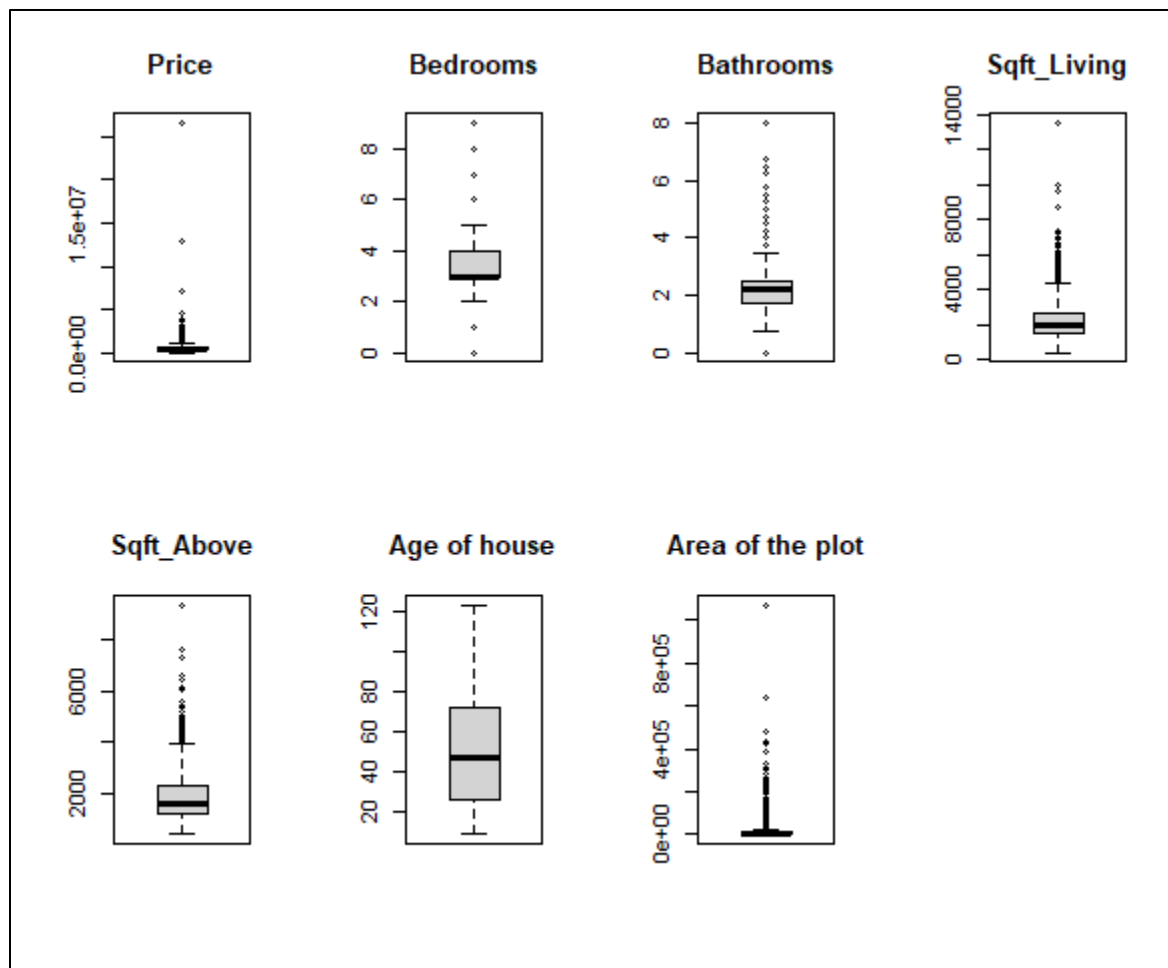 Price
1.5e+07
0.0e+00
Bedrooms
8
6
4
2
0
Bathrooms
8
6
4
2
0
Sqft_Living
14000
8000
4000
0
Sqft_Above
6000
2000
Age of house
120
80
60
40
20
Area of the plot
8e+05
4e+05
0e+00